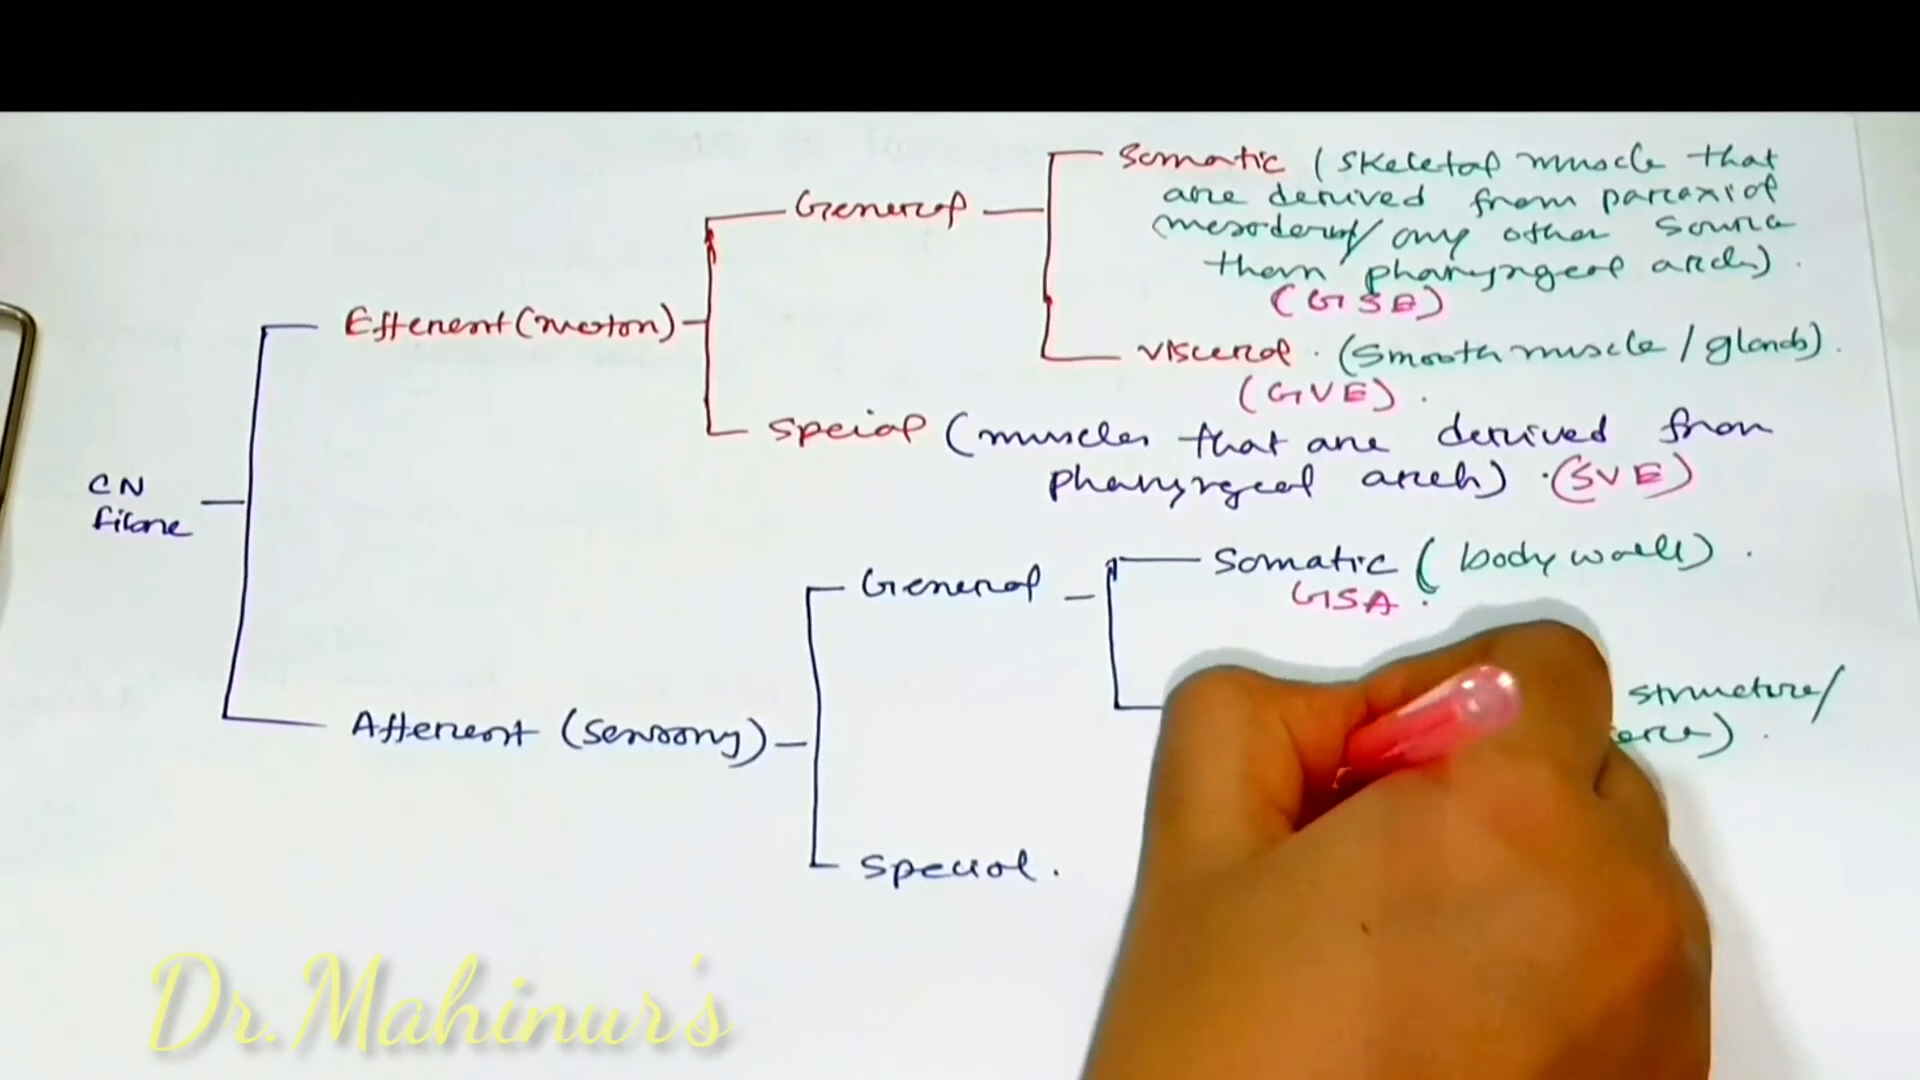 Somatic (skeletal muscle that
are derived from paraxial
mesoderm/ any other source
than pharyngeal arch).
(GSE)
General
Efferent (motor)
Visceral. (Smooth muscle / glands).
(GVE).
Speial (muscles that are derived from
pharyngeal arch). (SVE)
CN
fibre
Somatic (body wall).
GSA.
General
structure/
Afferent (sensory)
Special.
Dr.Mahinur's